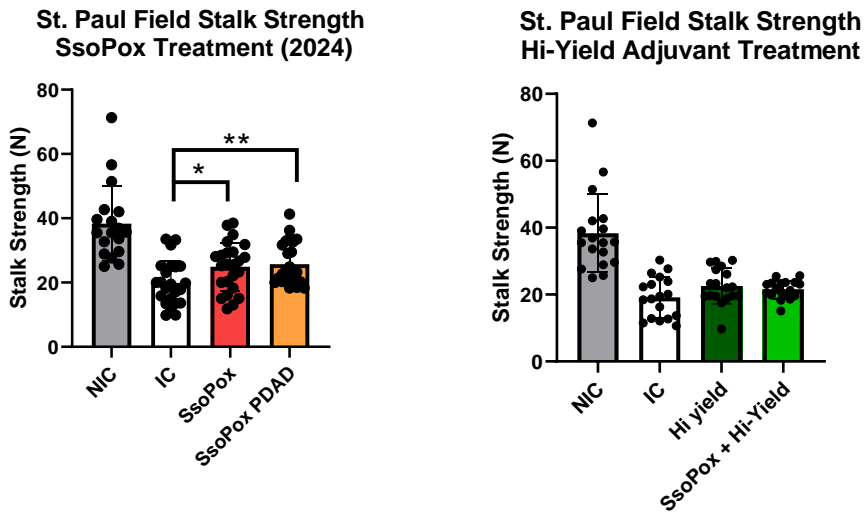 St. Paul Field Stalk Strength
SsoPox Treatment (2024)
Stalk Strength (N)
80
60
40
20
0
*
**
NIC
IC
SsoPox
SsoPox PDAD
St. Paul Field Stalk Strength
Hi-Yield Adjuvant Treatment
Stalk Strength (N)
80
60
40
20
0
NIC
IC
Hi yield
SsoPox + Hi-Yield